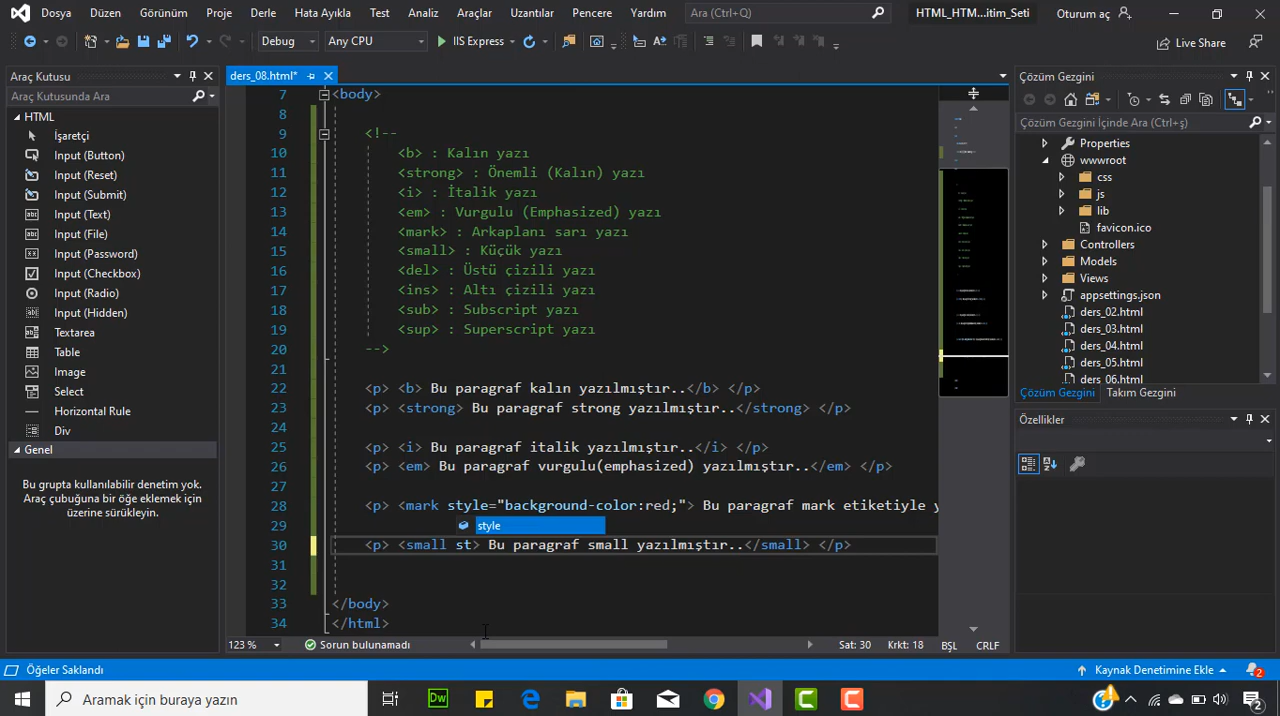 Dosya Düzen Görünüm Proje Derle Hata Ayıkla Test Analiz Araçlar Uzantılar Pencere Yardım Ara (Ctrl+Q) HTML_HTM...itim_Seti Oturum aç
Debug Any CPU IIS Express Live Share
Araç Kutusu
Araç Kutusunda Ara
HTML
İşaretçi
Input (Button)
Input (Reset)
Input (Submit)
Input (Text)
Input (File)
Input (Password)
Input (Checkbox)
Input (Radio)
Input (Hidden)
Textarea
Table
Image
Select
Horizontal Rule
Div
Genel
Bu grupta kullanılabilir denetim yok.
Araç çubuğuna bir öğe eklemek için
üzerine sürükleyin.
ders_08.html*
7 <body>
8
9 <!--
10 <b> : Kalın yazı
11 <strong> : Önemli (Kalın) yazı
12 <i> : İtalik yazı
13 <em> : Vurgulu (Emphasized) yazı
14 <mark> : Arkaplanı sarı yazı
15 <small> : Küçük yazı
16 <del> : Üstü çizili yazı
17 <ins> : Altı çizili yazı
18 <sub> : Subscript yazı
19 <sup> : Superscript yazı
20 -->
21
22 <p> <b> Bu paragraf kalın yazılmıştır..</b> </p>
23 <p> <strong> Bu paragraf strong yazılmıştır..</strong> </p>
24
25 <p> <i> Bu paragraf italik yazılmıştır..</i> </p>
26 <p> <em> Bu paragraf vurgulu(emphasized) yazılmıştır..</em> </p>
27
28 <p> <mark style="background-color:red;"> Bu paragraf mark etiketiyle y
29 style
30 <p> <small st> Bu paragraf small yazılmıştır..</small> </p>
31
32
33 </body>
34 </html>
123 % Sorun bulunamadı Sat: 30 Krkt: 18 BŞL CRLF
Çözüm Gezgini
Çözüm Gezgini İçinde Ara (Ctrl+ş)
Properties
wwwroot
css
js
lib
favicon.ico
Controllers
Models
Views
appsettings.json
ders_02.html
ders_03.html
ders_04.html
ders_05.html
ders_06.html
Çözüm Gezgini Takım Gezgini
Özellikler
Öğeler Saklandı Kaynak Denetimine Ekle 2
Aramak için buraya yazın Dw 2